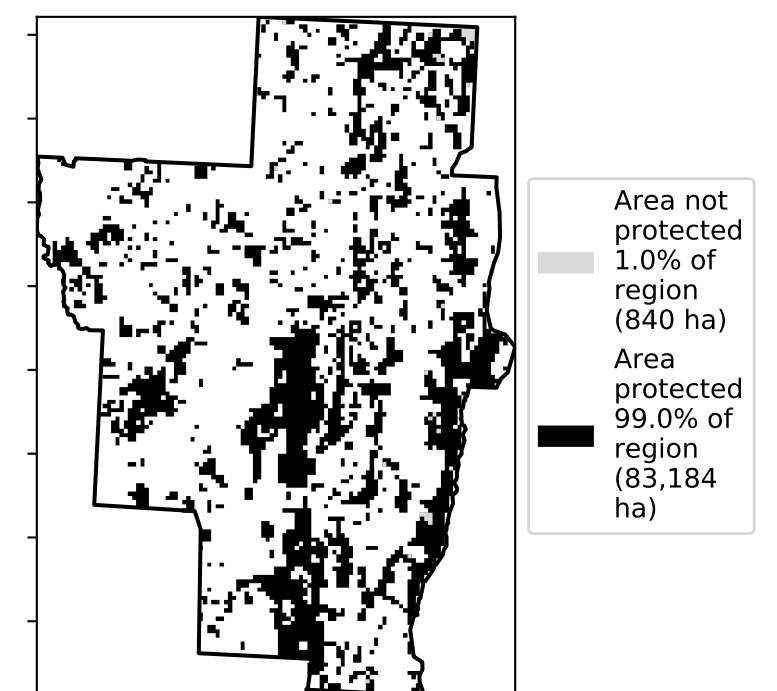 Area not
protected
1.0% of
region
(840 ha)
Area
protected
99.0% of
region
(83,184
ha)